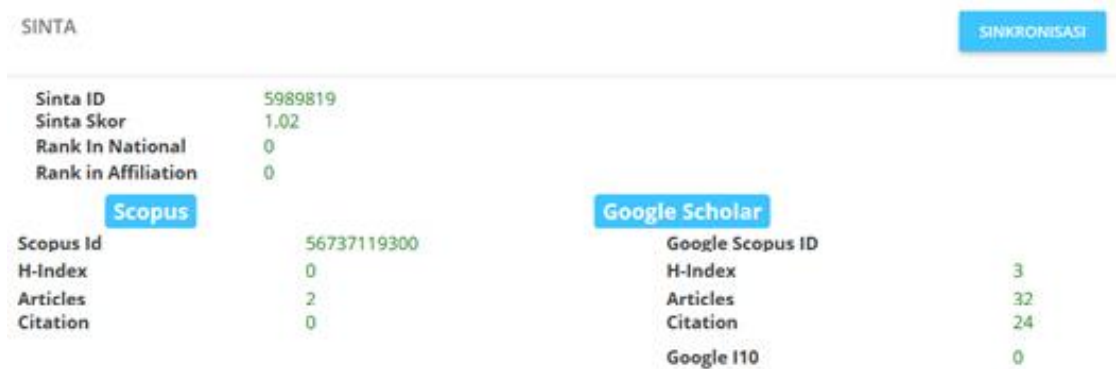 SINTA
SINKRONISASI
Sinta ID 5989819
Sinta Skor 1.02
Rank In National 0
Rank in Affiliation 0
Scopus
Scopus Id 56737119300
H-Index 0
Articles 2
Citation 0
Google Scholar
Google Scopus ID
H-Index 3
Articles 32
Citation 24
Google I10 0